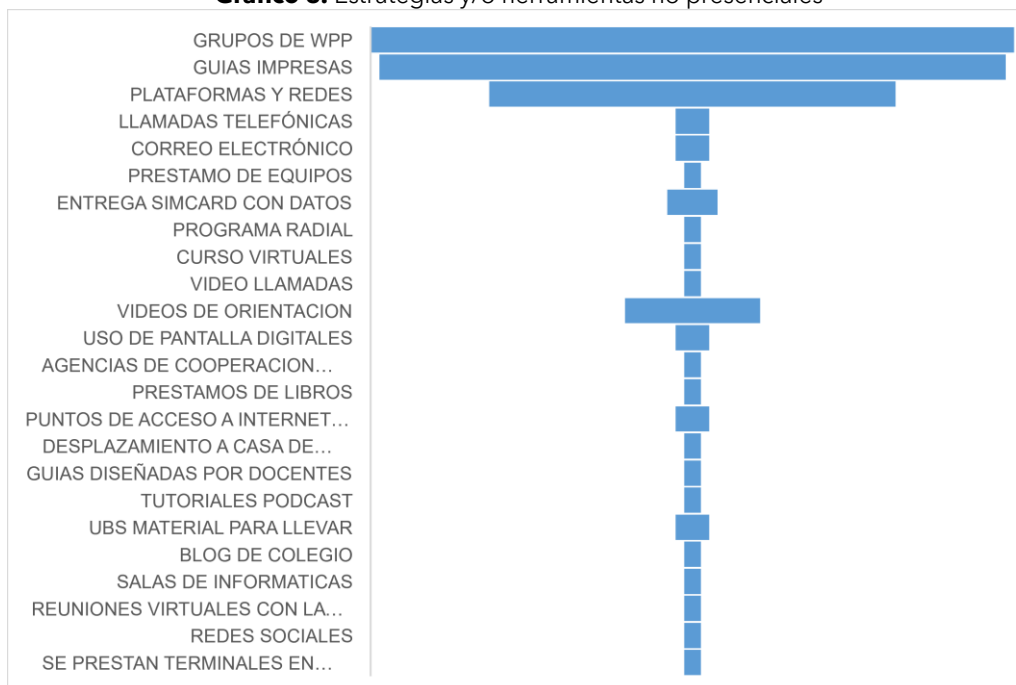 Gráfico 3. Estrategias y/o herramientas no presenciales
GRUPOS DE WPP
GUIAS IMPRESAS
PLATAFORMAS Y REDES
LLAMADAS TELEFÓNICAS
CORREO ELECTRÓNICO
PRESTAMO DE EQUIPOS
ENTREGA SIMCARD CON DATOS
PROGRAMA RADIAL
CURSO VIRTUALES
VIDEO LLAMADAS
VIDEOS DE ORIENTACION
USO DE PANTALLA DIGITALES
AGENCIAS DE COOPERACION...
PRESTAMOS DE LIBROS
PUNTOS DE ACCESO A INTERNET...
DESPLAZAMIENTO A CASA DE...
GUIAS DISEÑADAS POR DOCENTES
TUTORIALES PODCAST
UBS MATERIAL PARA LLEVAR
BLOG DE COLEGIO
SALAS DE INFORMATICAS
REUNIONES VIRTUALES CON LA...
REDES SOCIALES
SE PRESTAN TERMINALES EN...